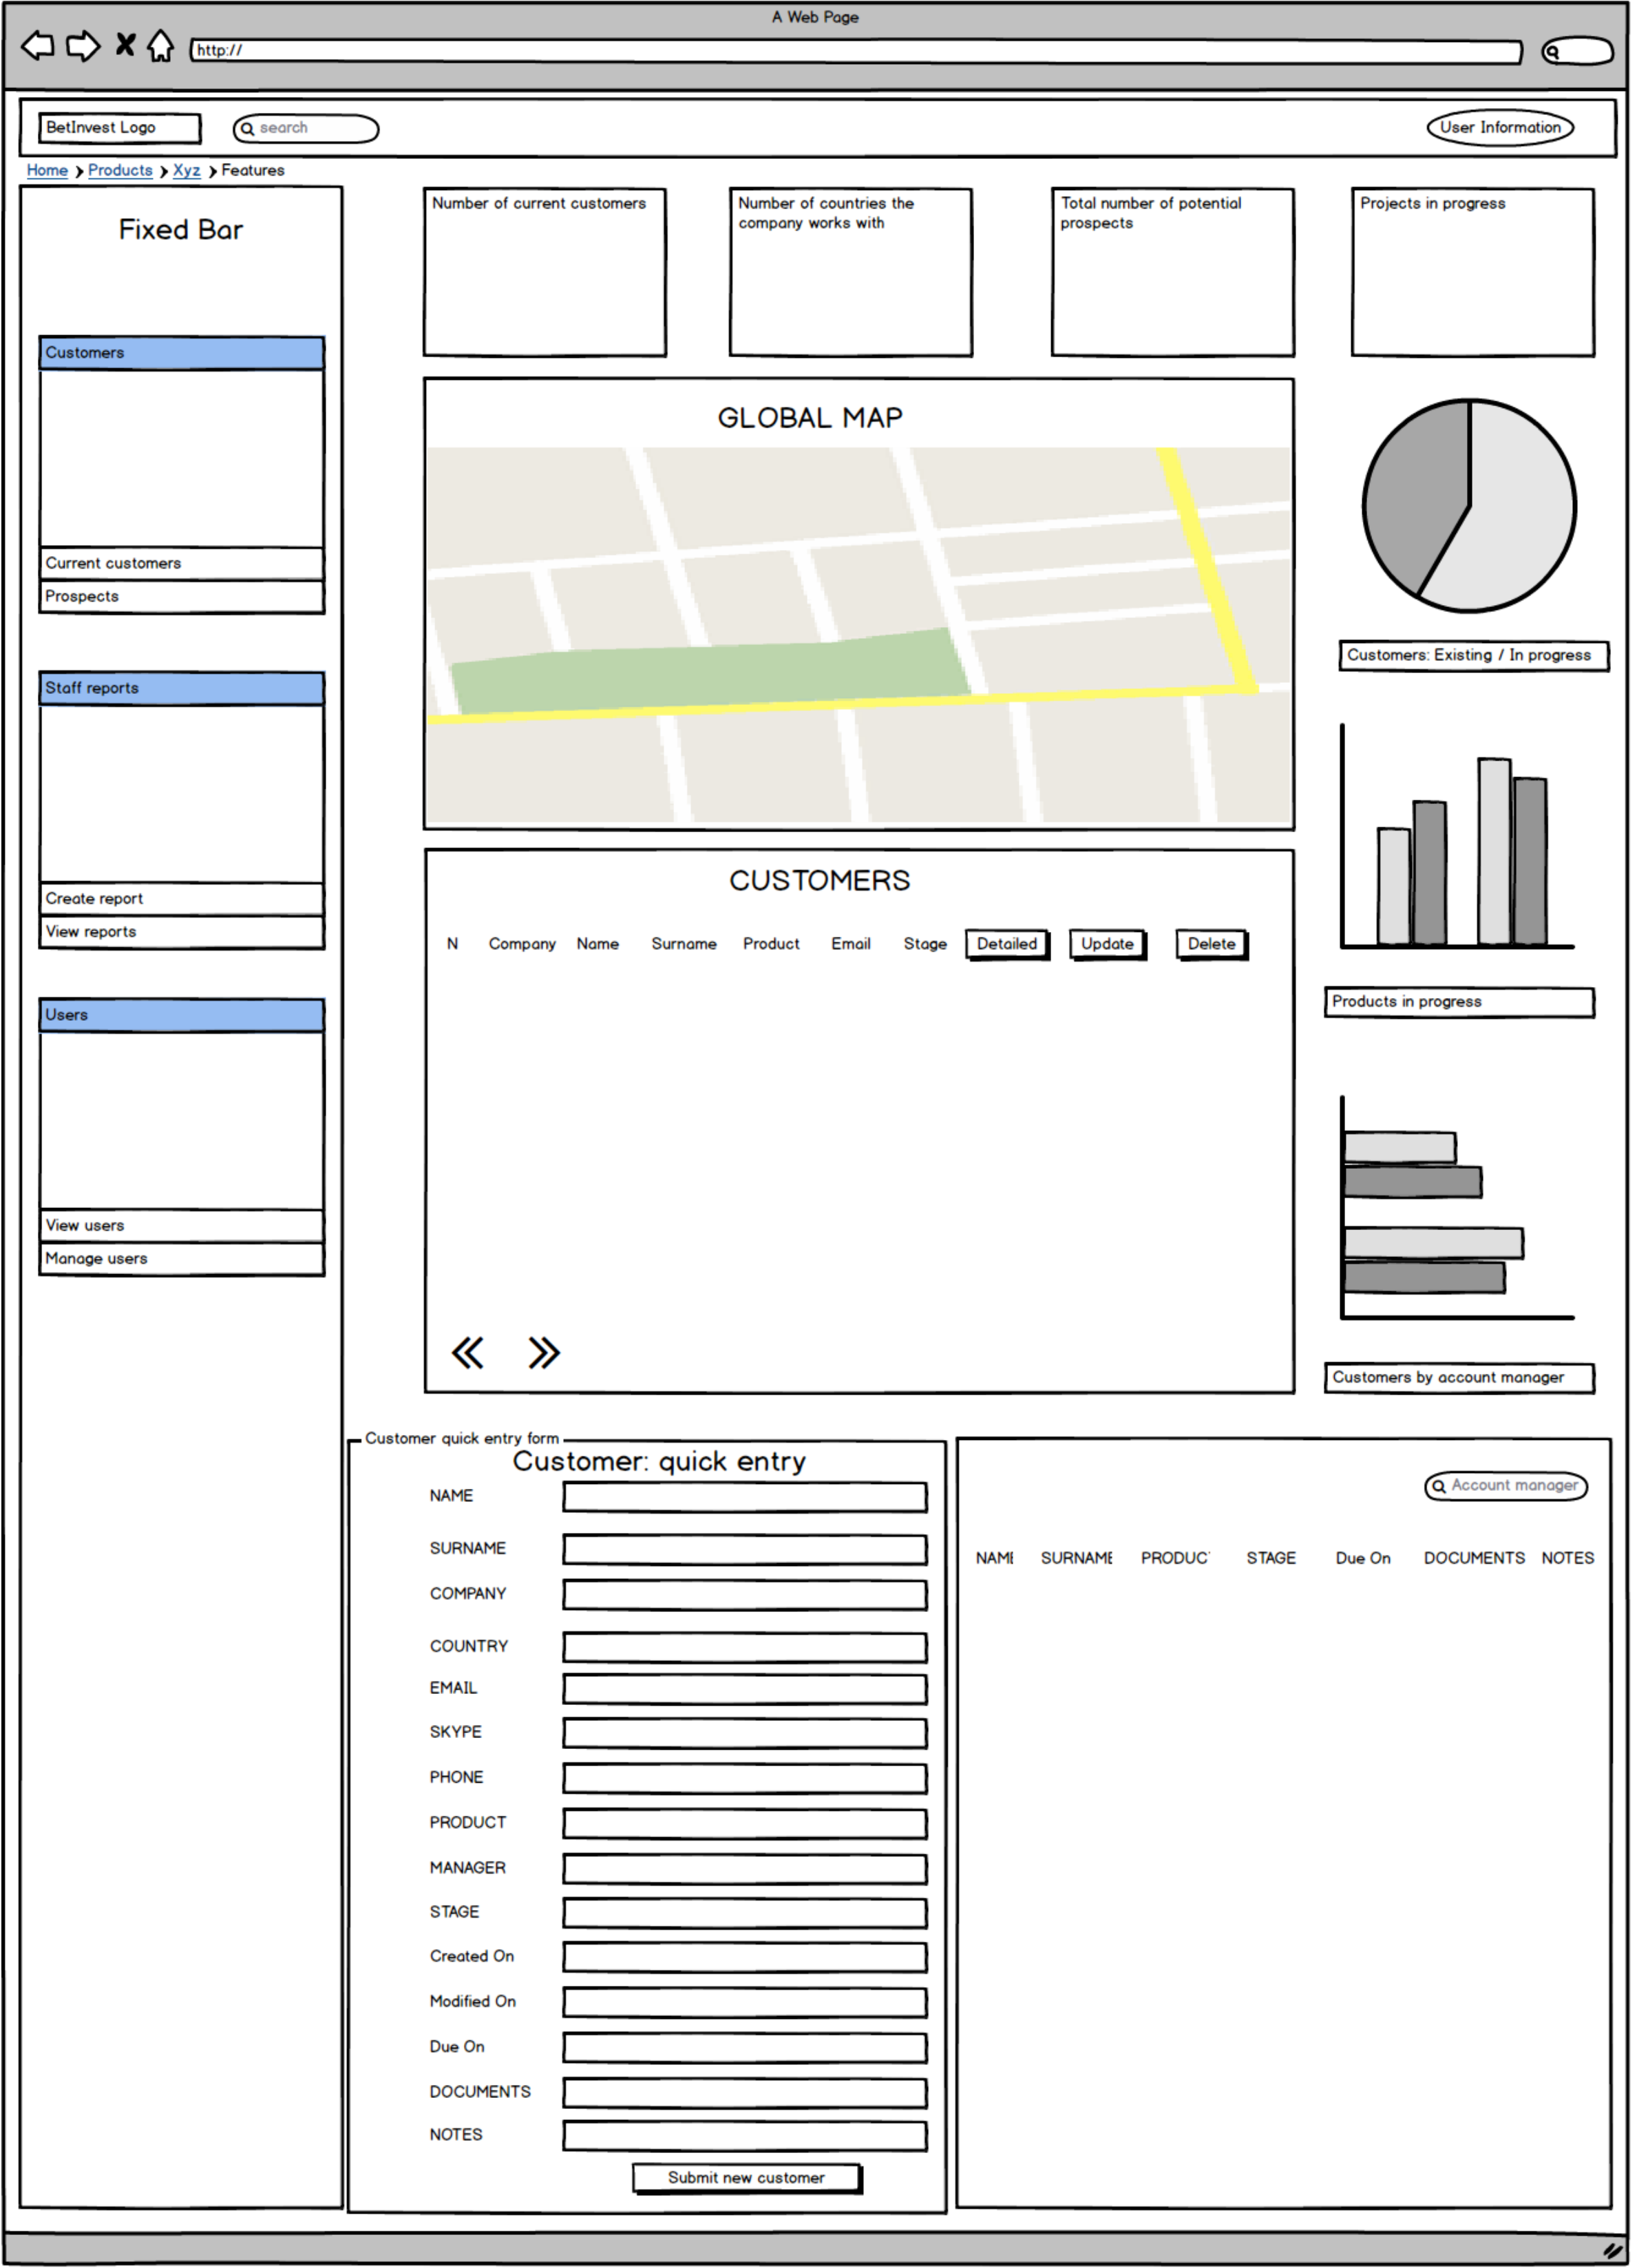 A Web Page
http://
BetInvest Logo
search
User Information
Home Products Xyz Features
Fixed Bar
Customers
Current customers
Prospects
Staff reports
Create report
View reports
Users
View users
Manage users
Number of current customers
Number of countries the
company works with
Total number of potential
prospects
Projects in progress
GLOBAL MAP
Customers: Existing / In progress
CUSTOMERS
N Company Name Surname Product Email Stage Detailed Update Delete
Products in progress
Customers by account manager
Customer quick entry form
Customer: quick entry
NAME
SURNAME
COMPANY
COUNTRY
EMAIL
SKYPE
PHONE
PRODUCT
MANAGER
STAGE
Created On
Modified On
Due On
DOCUMENTS
NOTES
Submit new customer
Account manager
NAME SURNAME PRODUC STAGE Due On DOCUMENTS NOTES